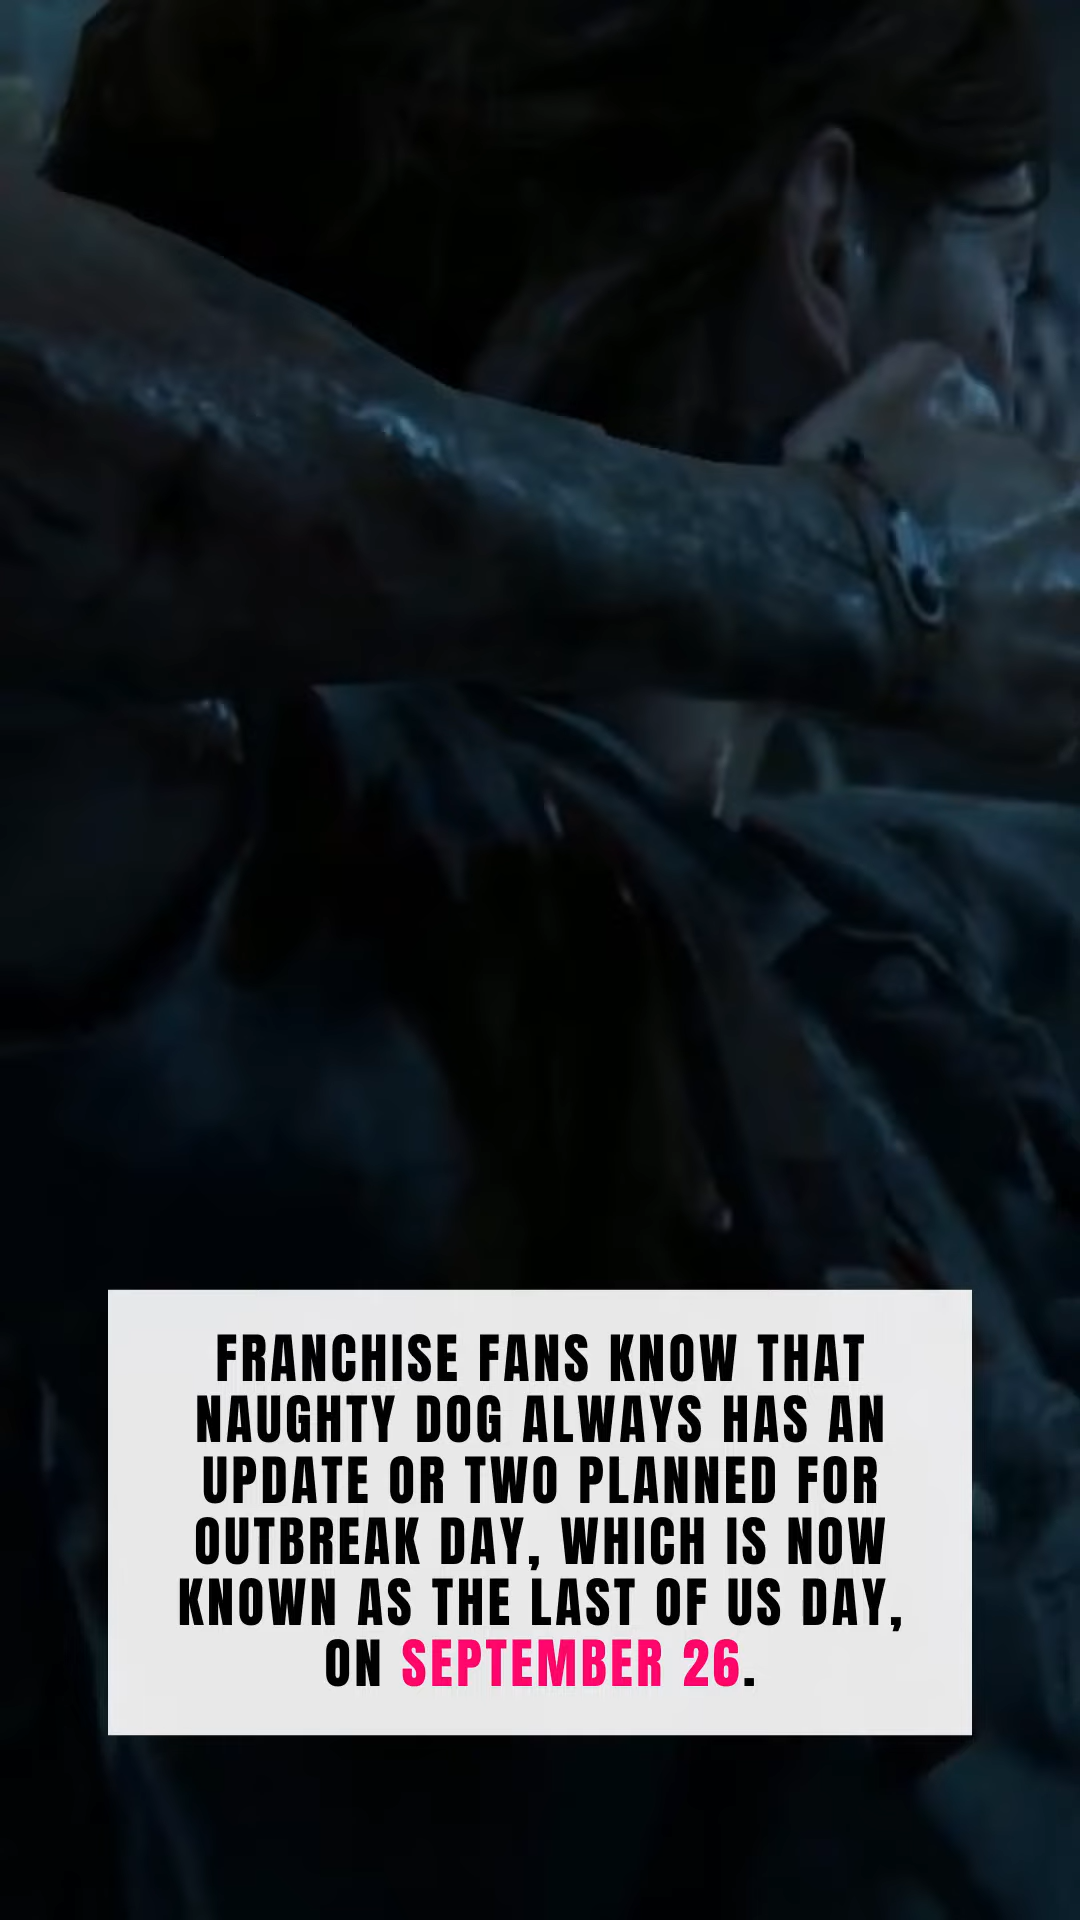 FRANCHISE FANS KNOW THAT
NAUGHTY DOG ALWAYS HAS AN
UPDATE OR TWO PLANNED FOR
OUTBREAK DAY, WHICH IS NOW
KNOWN AS THE LAST OF US DAY,
ON SEPTEMBER 26.